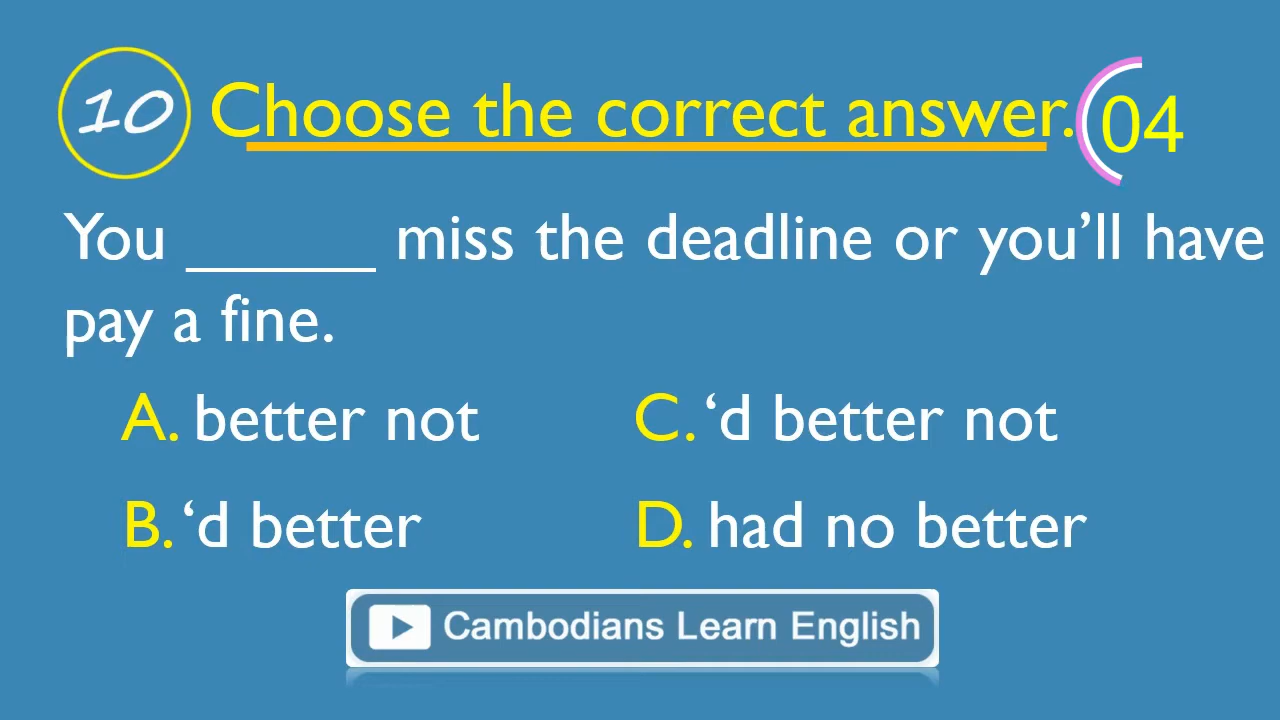 10 Choose the correct answer. 04
You _____ miss the deadline or you’ll have
pay a fine.
A. better not
C. ‘d better not
B. ‘d better
D. had no better
Cambodians Learn English